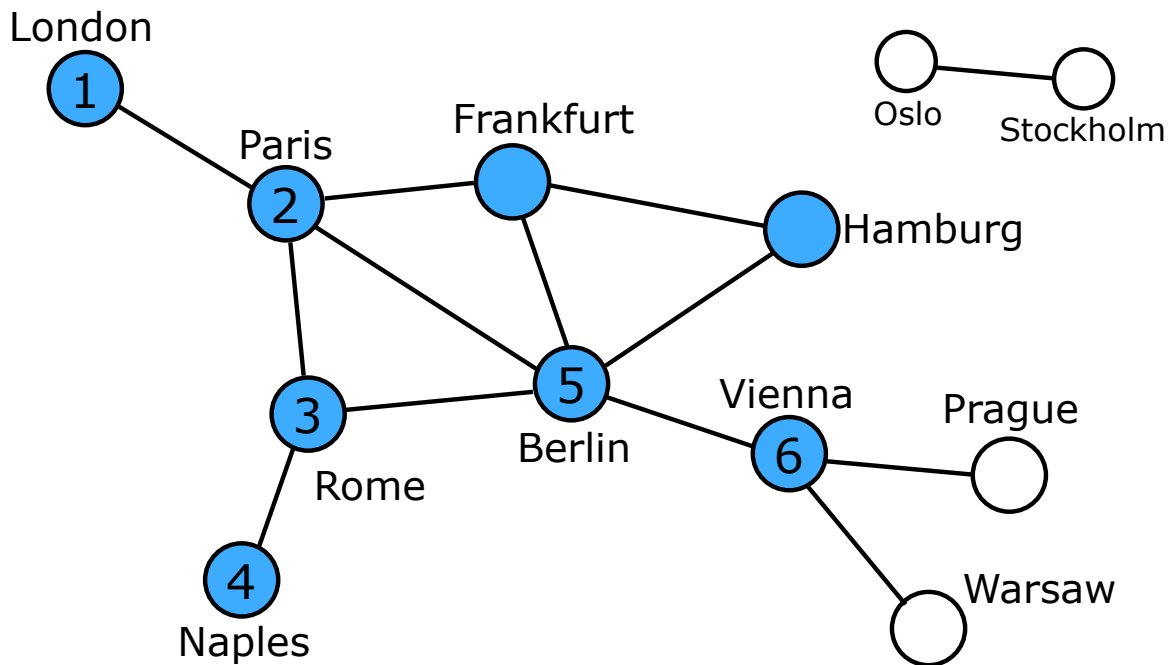 London
1
Paris
2
Frankfurt
Oslo
Stockholm
Hamburg
3
Rome
5
Berlin
Vienna
6
Prague
4
Naples
Warsaw